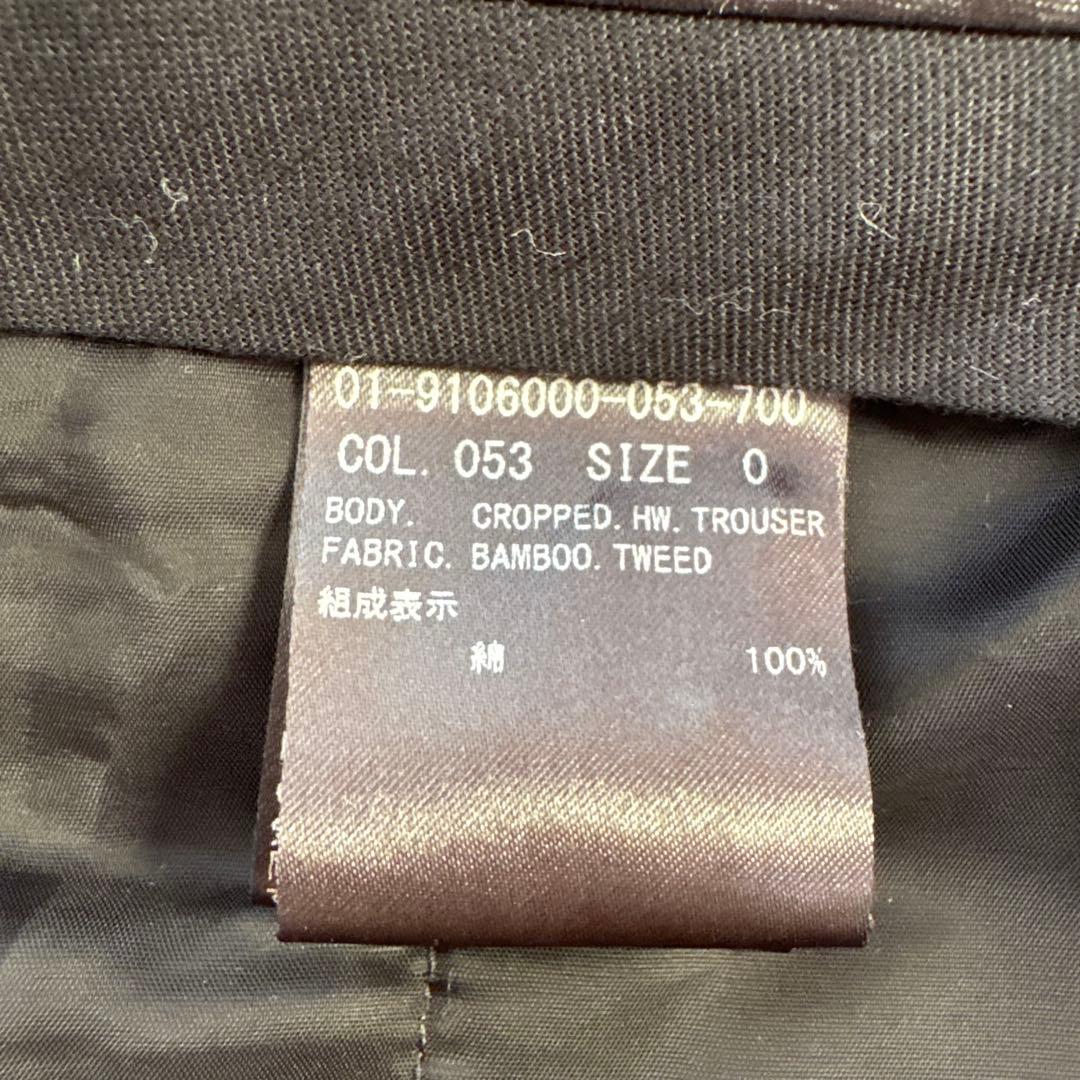 01-9106000-053-700
COL. 053 SIZE 0
BODY. CROPPED. HW. TROUSER
FABRIC. BAMBOO. TWEED
組成表示
綿 100%